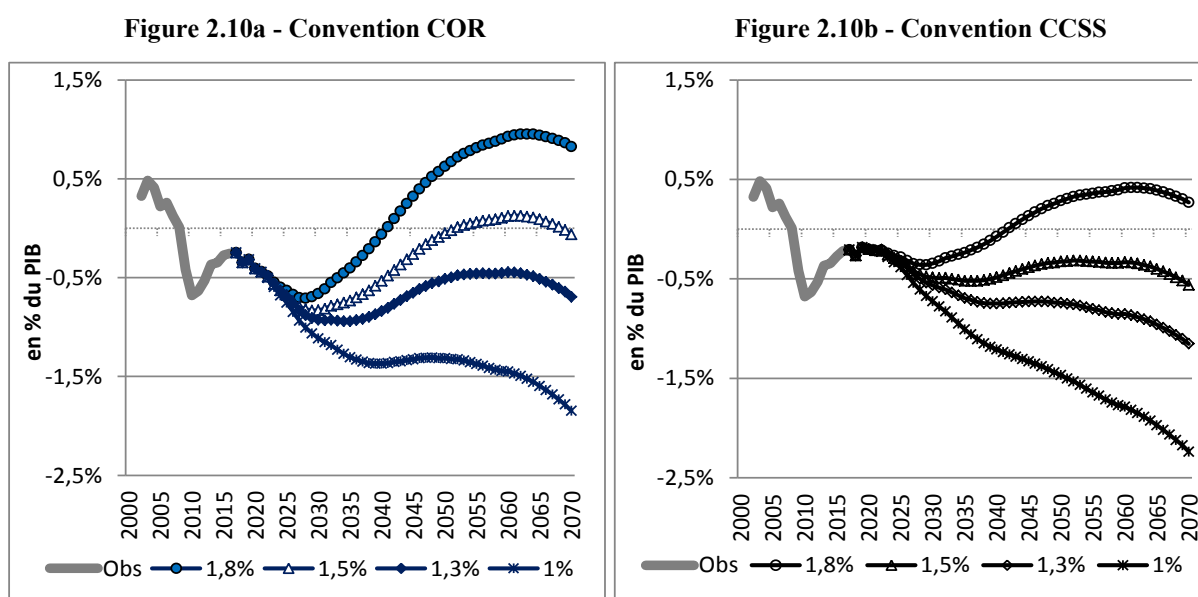 Figure 2.10a - Convention COR
Figure 2.10b - Convention CCSS
en % du PIB
1,5%
0,5%
-0,5%
-1,5%
-2,5%
2000 2005 2010 2015 2020 2025 2030 2035 2040 2045 2050 2055 2060 2065 2070
Obs 1,8% 1,5% 1,3% 1%
en % du PIB
1,5%
0,5%
-0,5%
-1,5%
-2,5%
2000 2005 2010 2015 2020 2025 2030 2035 2040 2045 2050 2055 2060 2065 2070
Obs 1,8% 1,5% 1,3% 1%